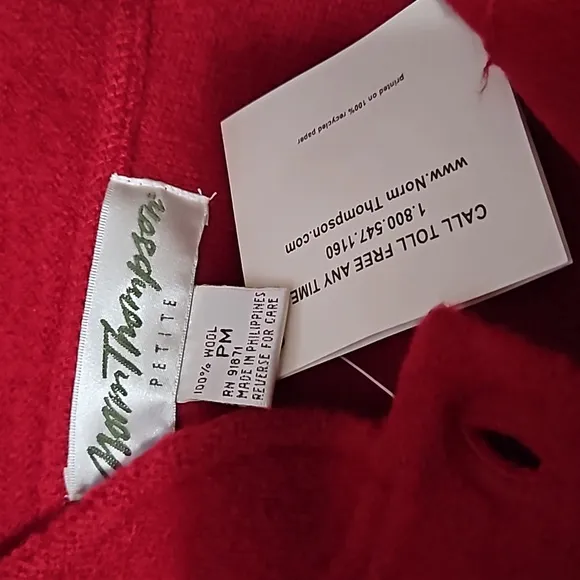 Norm Thompson
PETITE
100% WOOL
PM
RN 91871
MADE IN PHILIPPINES
REVERSE FOR CARE
CALL TOLL FREE ANY TIME
1.800.547.1160
www.Norm Thompson.com
printed on 100% recycled paper